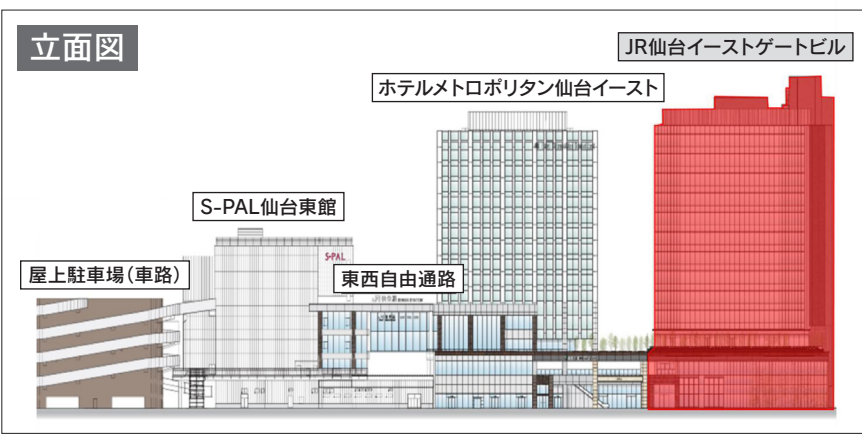 立面図
JR仙台イーストゲートビル
ホテルメトロポリタン仙台イースト
S-PAL仙台東館
S-PAL
東西自由通路
屋上駐車場（車路）